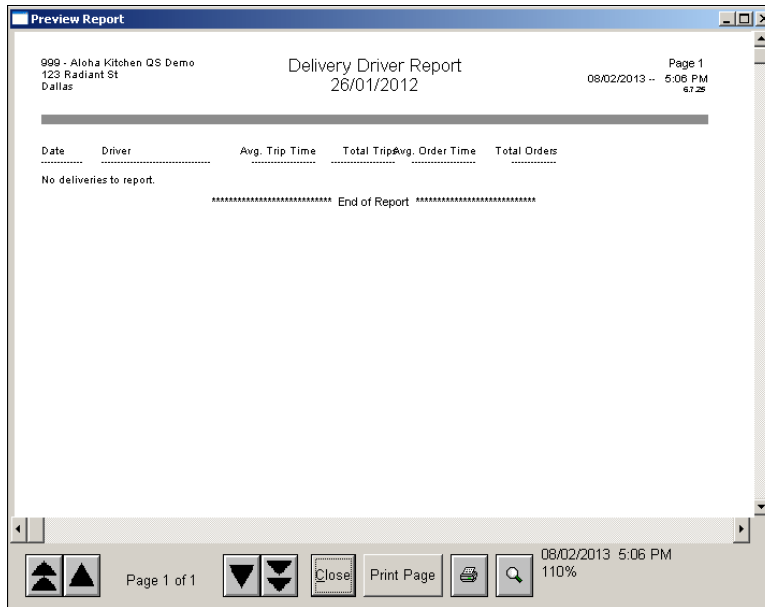 Preview Report
999 - Aloha Kitchen QS Demo
123 Radiant St
Dallas
Delivery Driver Report
26/01/2012
Page 1
08/02/2013 -- 5:06 PM
6.7.25
Date Driver Avg. Trip Time Total Trips Avg. Order Time Total Orders
No deliveries to report.
**************************** End of Report ****************************
Page 1 of 1 Close Print Page
08/02/2013 5:06 PM
110%